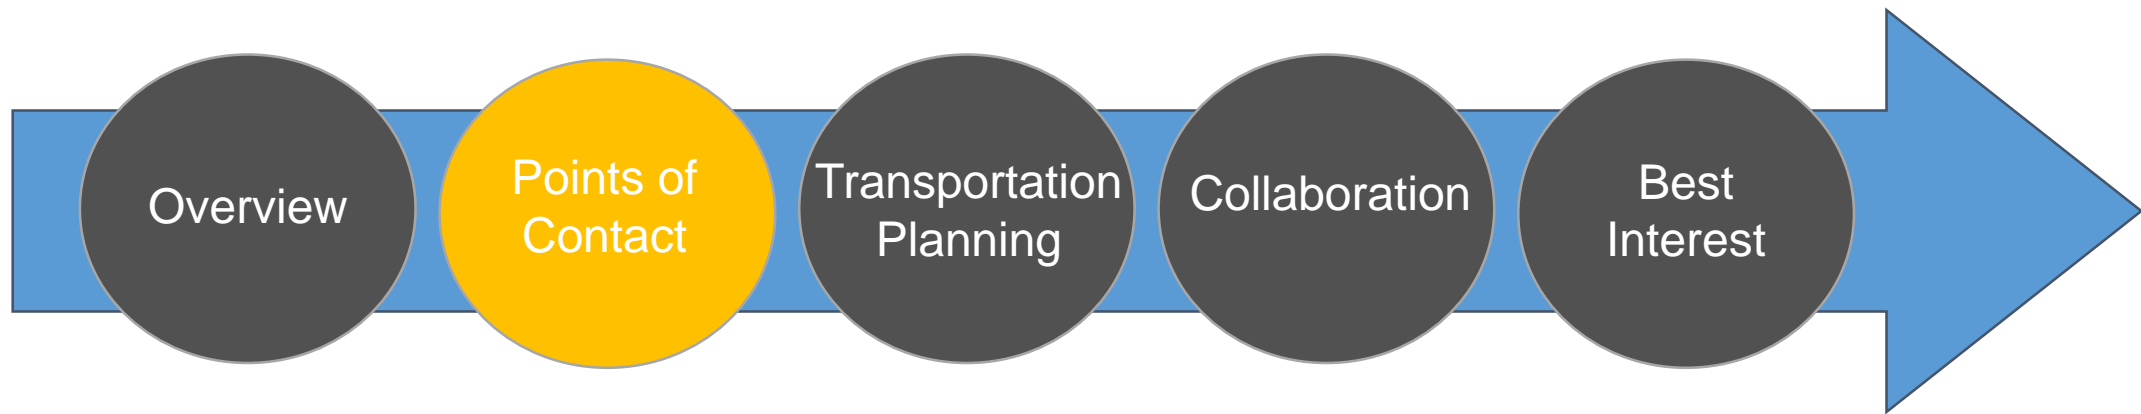 Overview
Points of
Contact
Transportation
Planning
Collaboration
Best
Interest